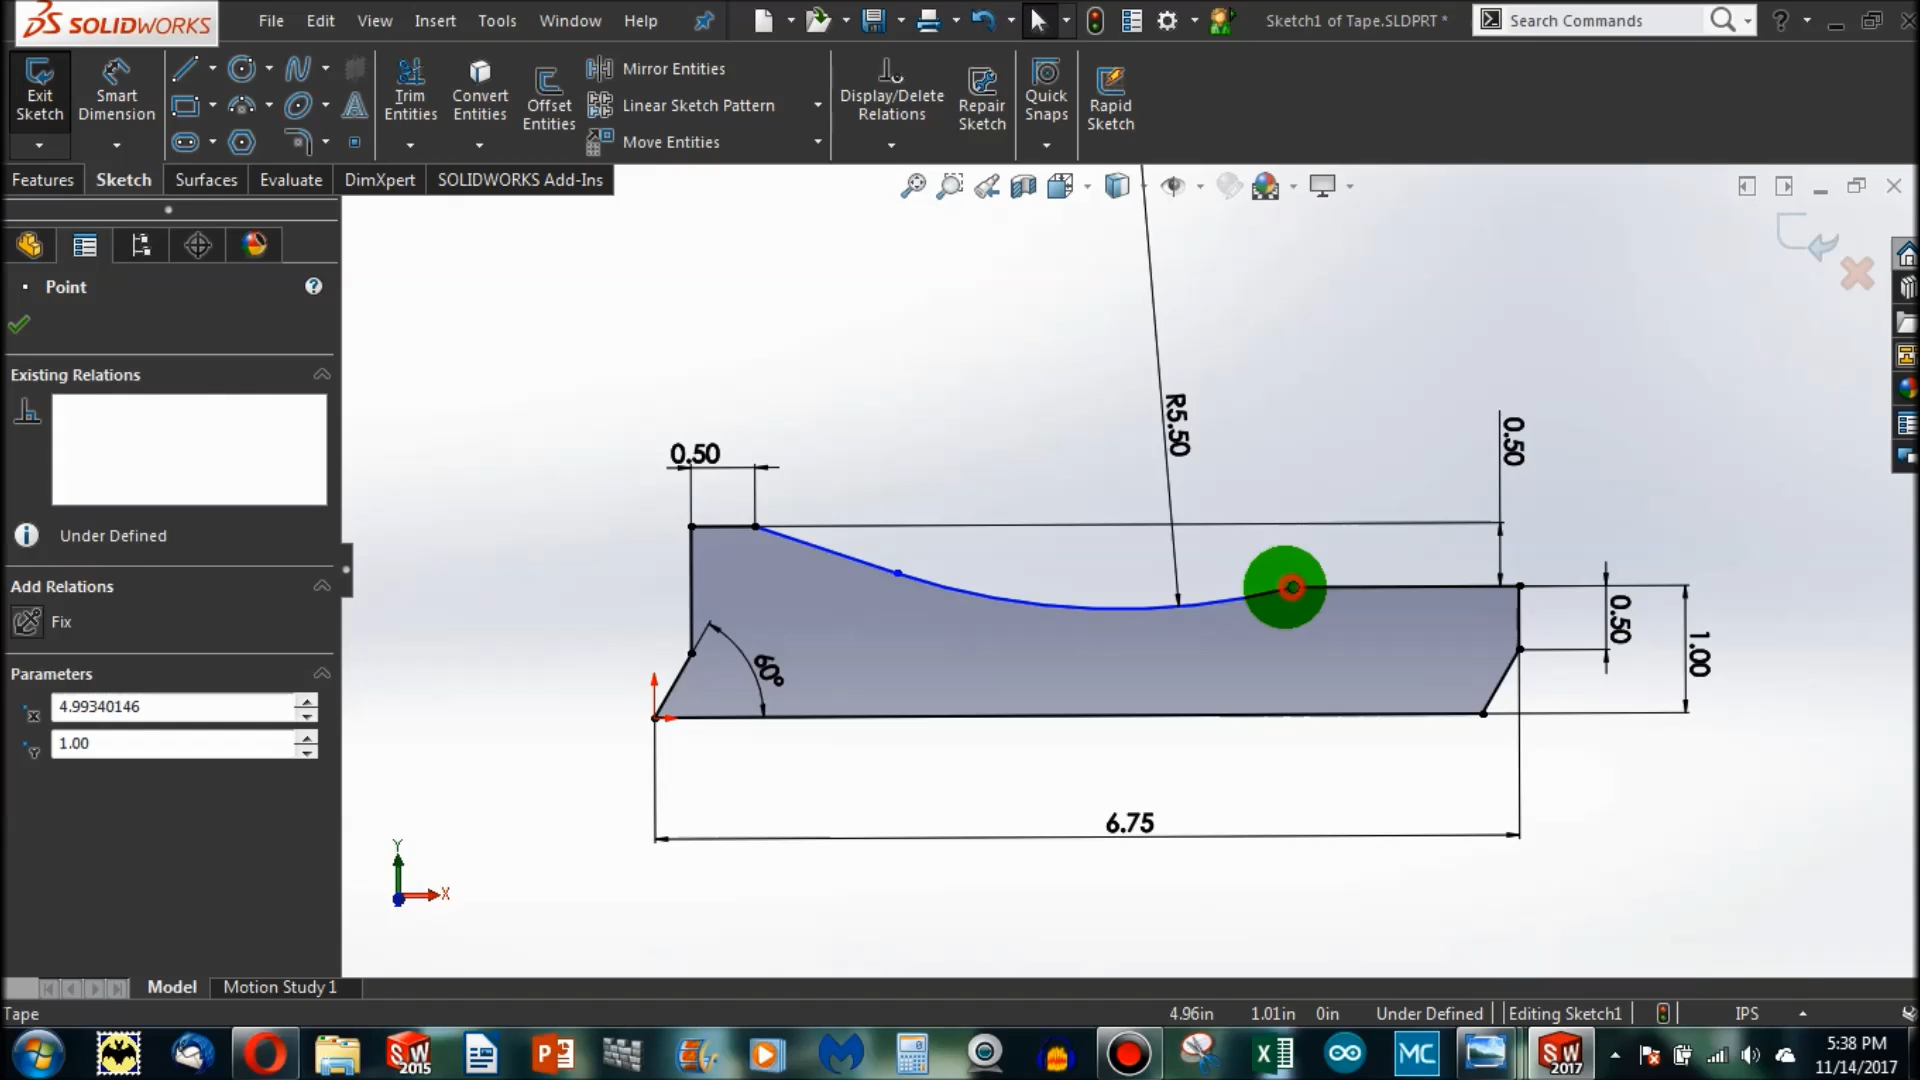 SOLIDWORKS File Edit View Insert Tools Window Help Sketch1 of Tape.SLDPRT * Search Commands ?
Exit Sketch
Smart Dimension
Trim Entities
Convert Entities
Offset Entities
Mirror Entities
Linear Sketch Pattern
Move Entities
Display/Delete Relations
Repair Sketch
Quick Snaps
Rapid Sketch
Features Sketch Surfaces Evaluate DimXpert SOLIDWORKS Add-Ins
Point
Existing Relations
Under Defined
Add Relations
Fix
Parameters
4.99340146
1.00
0.50
R5.50
0.50
60°
0.50
1.00
6.75
Y
X
Model Motion Study 1
Tape 4.96in 1.01in 0in Under Defined Editing Sketch1 IPS
SW 2015
MC
SW 2017
5:38 PM
11/14/2017